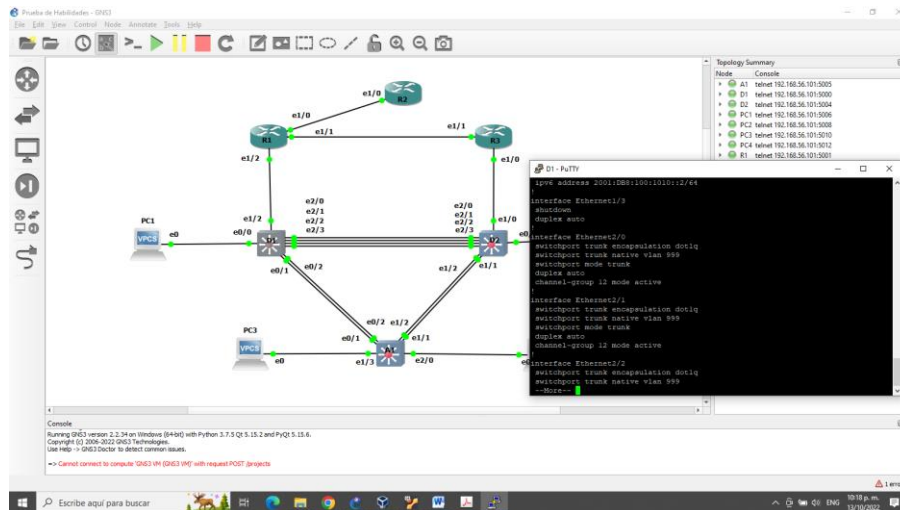 Prueba de Habilidades - GNS3
File Edit View Control Node Annotate Tools Help
Topology Summary
Node Console
A1 telnet 192.168.56.101:5005
D1 telnet 192.168.56.101:5000
D2 telnet 192.168.56.101:5004
PC1 telnet 192.168.56.101:5006
PC2 telnet 192.168.56.101:5008
PC3 telnet 192.168.56.101:5010
PC4 telnet 192.168.56.101:5012
R1 telnet 192.168.56.101:5001
e1/0
R2
e1/0
e1/1
e1/1
R1
R3
e1/2
e1/0
D1 - PuTTY
ipv6 address 2001:DB8:100:1010::2/64
!
interface Ethernet1/3
shutdown
duplex auto
!
interface Ethernet2/0
switchport trunk encapsulation dot1q
switchport trunk native vlan 999
switchport mode trunk
duplex auto
channel-group 12 mode active
!
interface Ethernet2/1
switchport trunk encapsulation dot1q
switchport trunk native vlan 999
switchport mode trunk
duplex auto
channel-group 12 mode active
!
interface Ethernet2/2
switchport trunk encapsulation dot1q
switchport trunk native vlan 999
--More--
e2/0
e2/1
e2/2
e2/3
e2/0
e2/1
e2/2
e2/3
PC1
VPCS
e0
e0/0
e1/2
D1
D2
e1/0
e0/1
e0/2
e1/2
e1/1
e0/2
e1/2
e0/1
e1/1
PC3
VPCS
e0
e1/3
A1
e2/0
Console
Running GNS3 version 2.2.34 on Windows (64-bit) with Python 3.7.5 Qt 5.15.2 and PyQt 5.15.6.
Copyright (c) 2006-2022 GNS3 Technologies.
Use Help -> GNS3 Doctor to detect common issues.
=> Cannot connect to compute 'GNS3 VM (GNS3 VM)' with request POST /projects
Escribe aquí para buscar
ENG
10:18 p. m.
13/10/2022